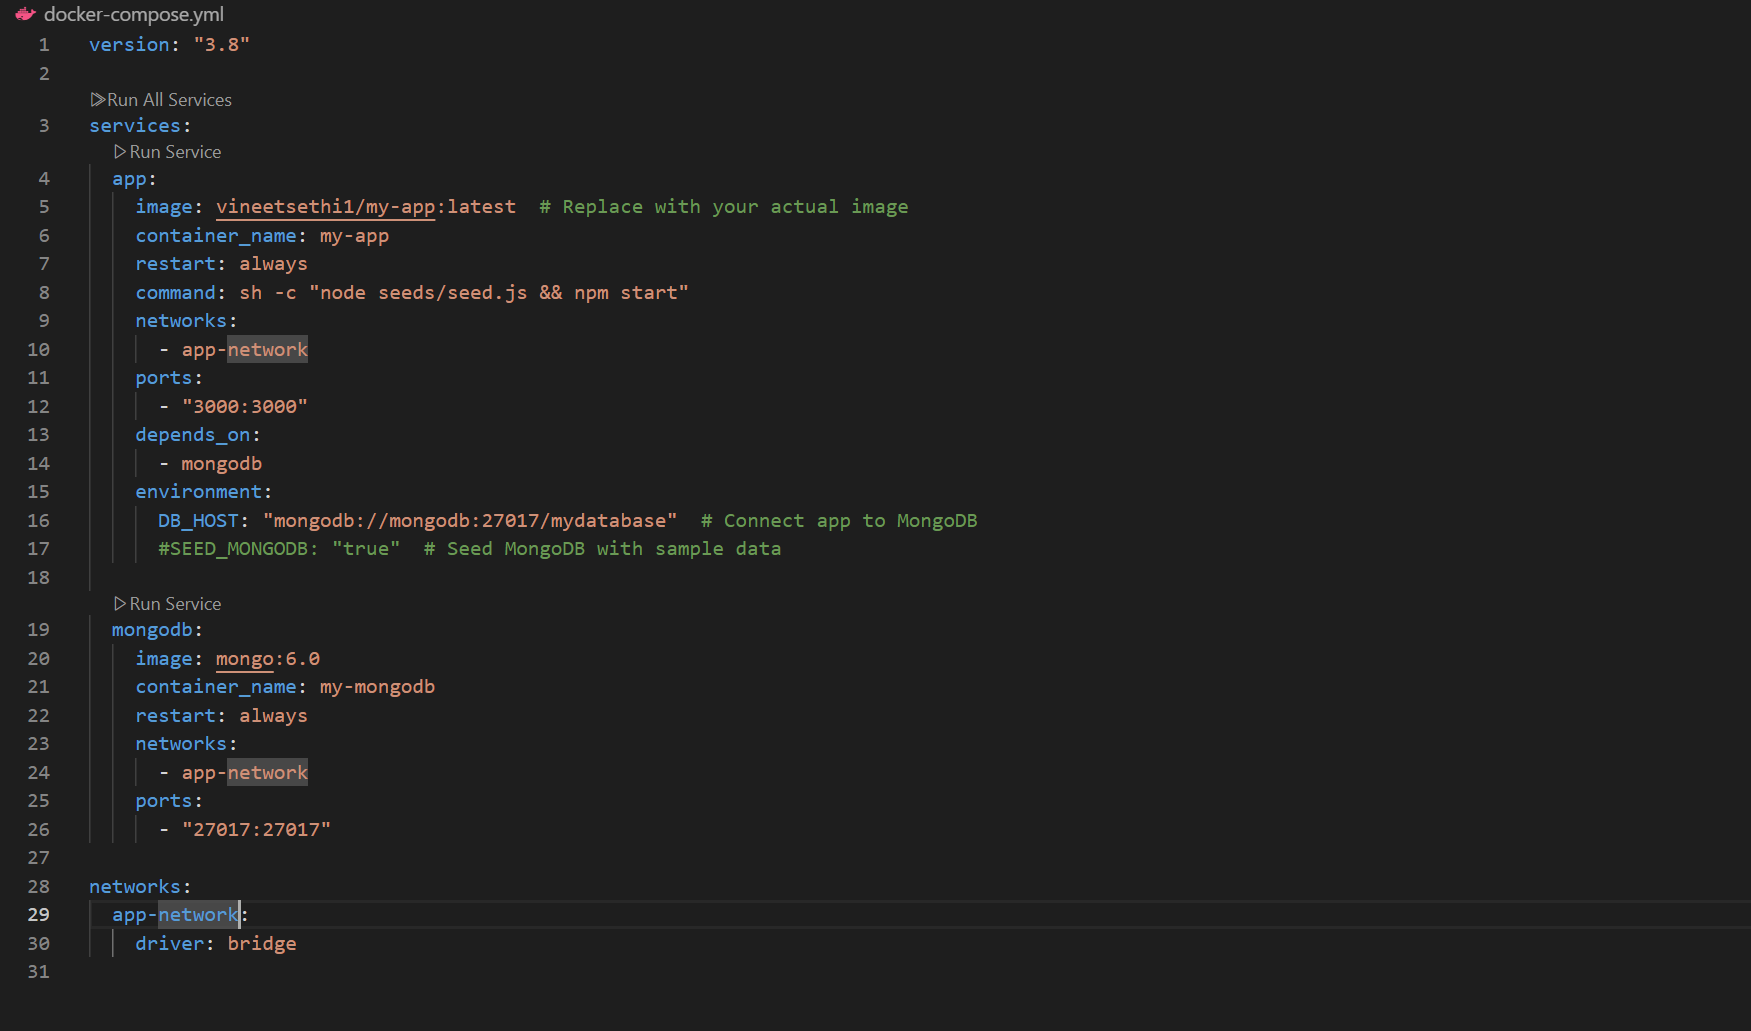 docker-compose.yml
1 version: "3.8"
2
Run All Services
3 services:
Run Service
4 app:
5 image: vineetsethi1/my-app:latest  # Replace with your actual image
6 container_name: my-app
7 restart: always
8 command: sh -c "node seeds/seed.js && npm start"
9 networks:
10 - app-network
11 ports:
12 - "3000:3000"
13 depends_on:
14 - mongodb
15 environment:
16 DB_HOST: "mongodb://mongodb:27017/mydatabase"  # Connect app to MongoDB
17 #SEED_MONGODB: "true"  # Seed MongoDB with sample data
18
Run Service
19 mongodb:
20 image: mongo:6.0
21 container_name: my-mongodb
22 restart: always
23 networks:
24 - app-network
25 ports:
26 - "27017:27017"
27
28 networks:
29 app-network:
30 driver: bridge
31